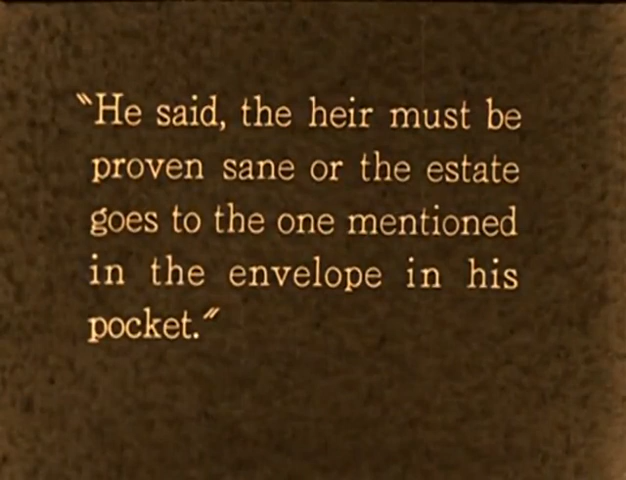 "He said, the heir must be
proven sane or the estate
goes to the one mentioned
in the envelope in his
pocket."